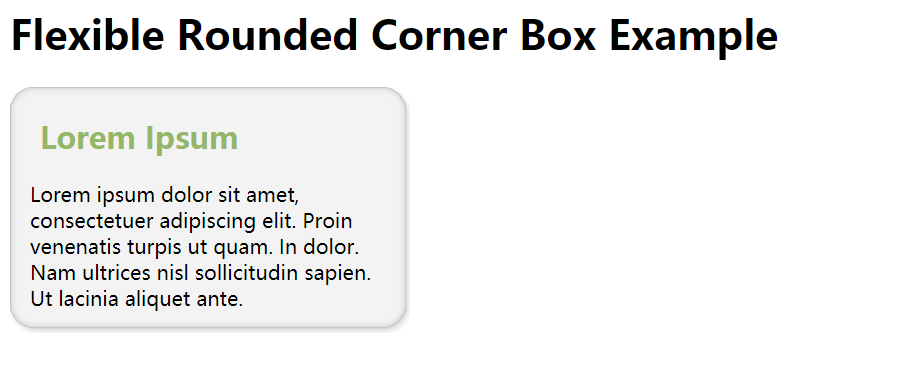 Flexible Rounded Corner Box Example
Lorem Ipsum
Lorem ipsum dolor sit amet,
consectetuer adipiscing elit. Proin
venenatis turpis ut quam. In dolor.
Nam ultrices nisl sollicitudin sapien.
Ut lacinia aliquet ante.